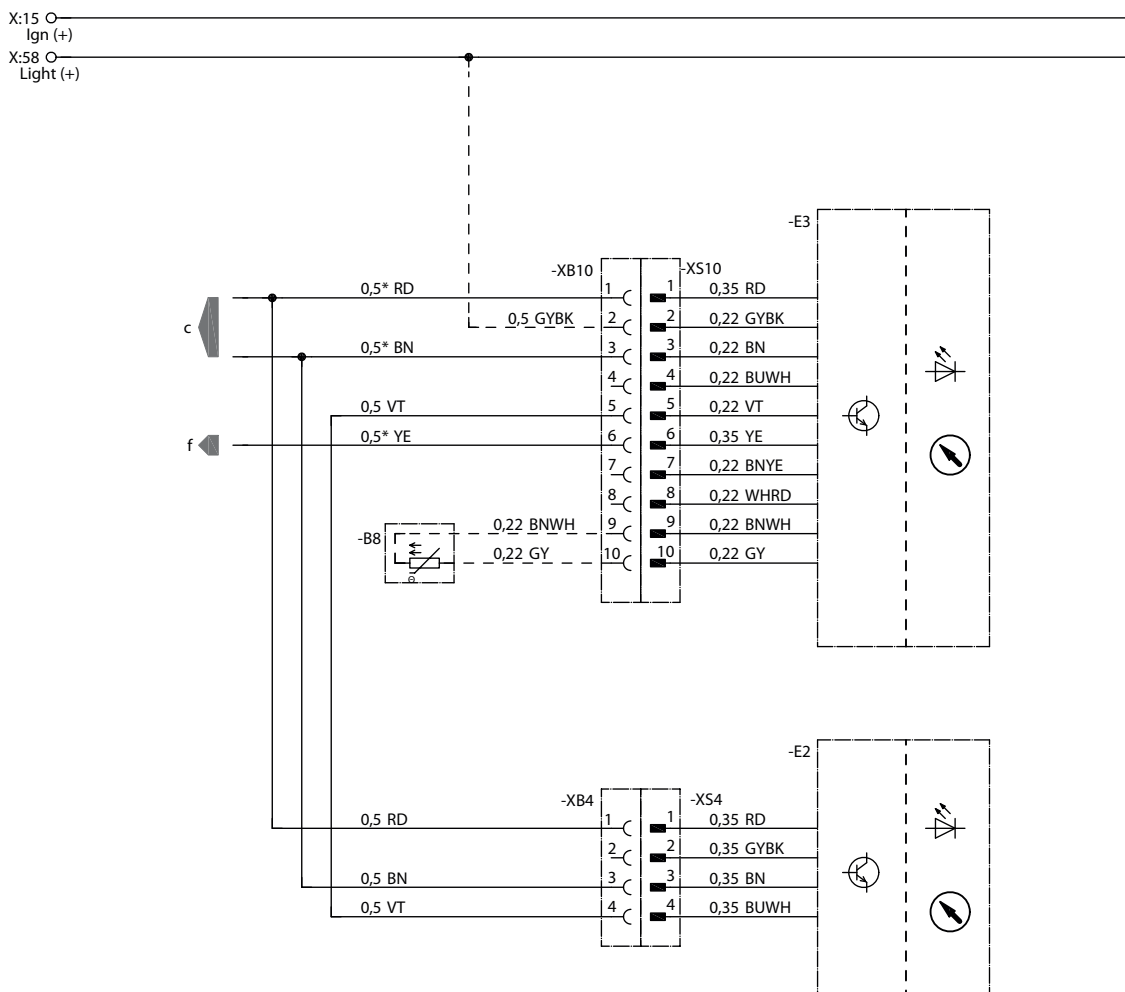 X:15
Ign (+)
X:58
Light (+)
-E3
-XB10
-XS10
c
0,5* RD
1
1
0,35 RD
0,5 GYBK
2
2
0,22 GYBK
0,5* BN
3
3
0,22 BN
4
4
0,22 BUWH
0,5 VT
5
5
0,22 VT
f
0,5* YE
6
6
0,35 YE
7
7
0,22 BNYE
8
8
0,22 WHRD
-B8
0,22 BNWH
9
9
0,22 BNWH
0,22 GY
10
10
0,22 GY
Θ
-E2
-XB4
-XS4
0,5 RD
1
1
0,35 RD
2
2
0,35 GYBK
0,5 BN
3
3
0,35 BN
0,5 VT
4
4
0,35 BUWH